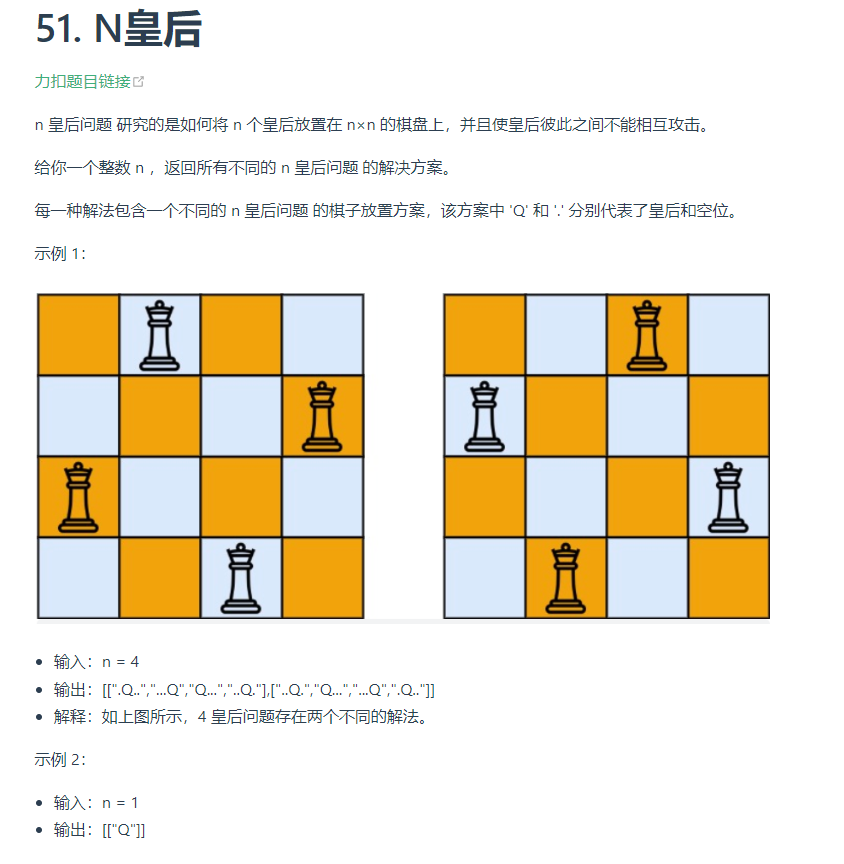 51. N皇后
力扣题目链接
n 皇后问题 研究的是如何将 n 个皇后放置在 n×n 的棋盘上，并且使皇后彼此之间不能相互攻击。
给你一个整数 n ，返回所有不同的 n 皇后问题 的解决方案。
每一种解法包含一个不同的 n 皇后问题 的棋子放置方案，该方案中 'Q' 和 '.' 分别代表了皇后和空位。
示例 1：
输入：n = 4
输出：[[".Q..","...Q","Q...","..Q."],["..Q.","Q...","...Q",".Q.."]]
解释：如上图所示，4 皇后问题存在两个不同的解法。
示例 2：
输入：n = 1
输出：[["Q"]]